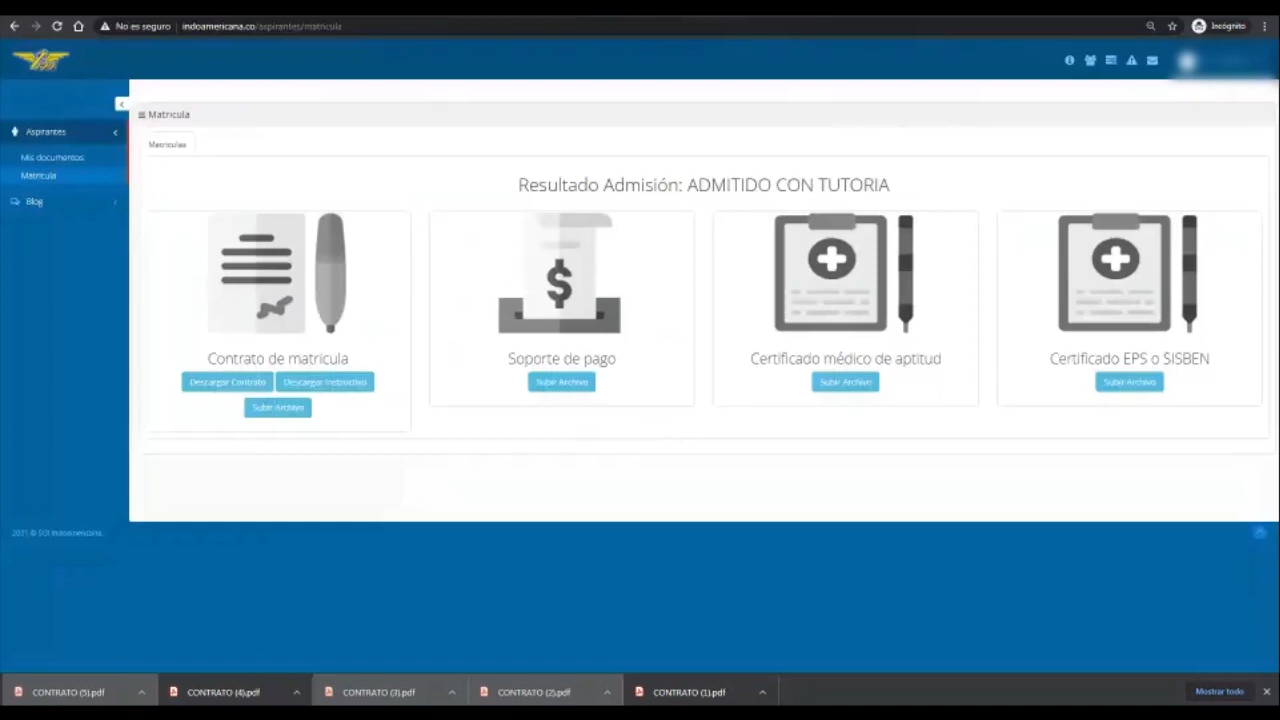 No es seguro indoamericana.co/aspirantes/matricula
Incógnito
Matricula
Aspirantes
Matriculas
Mis documentos
Matricula
Resultado Admisión: ADMITIDO CON TUTORIA
Blog
$
Contrato de matricula
Soporte de pago
Certificado médico de aptitud
Certificado EPS o SISBEN
Descargar Contrato
Descargar Instructivo
Subir Archivo
Subir Archivo
Subir Archivo
Subir Archivo
2021 © SGI Indoamericana.
CONTRATO (5).pdf
CONTRATO (4).pdf
CONTRATO (3).pdf
CONTRATO (2).pdf
CONTRATO (1).pdf
Mostrar todo